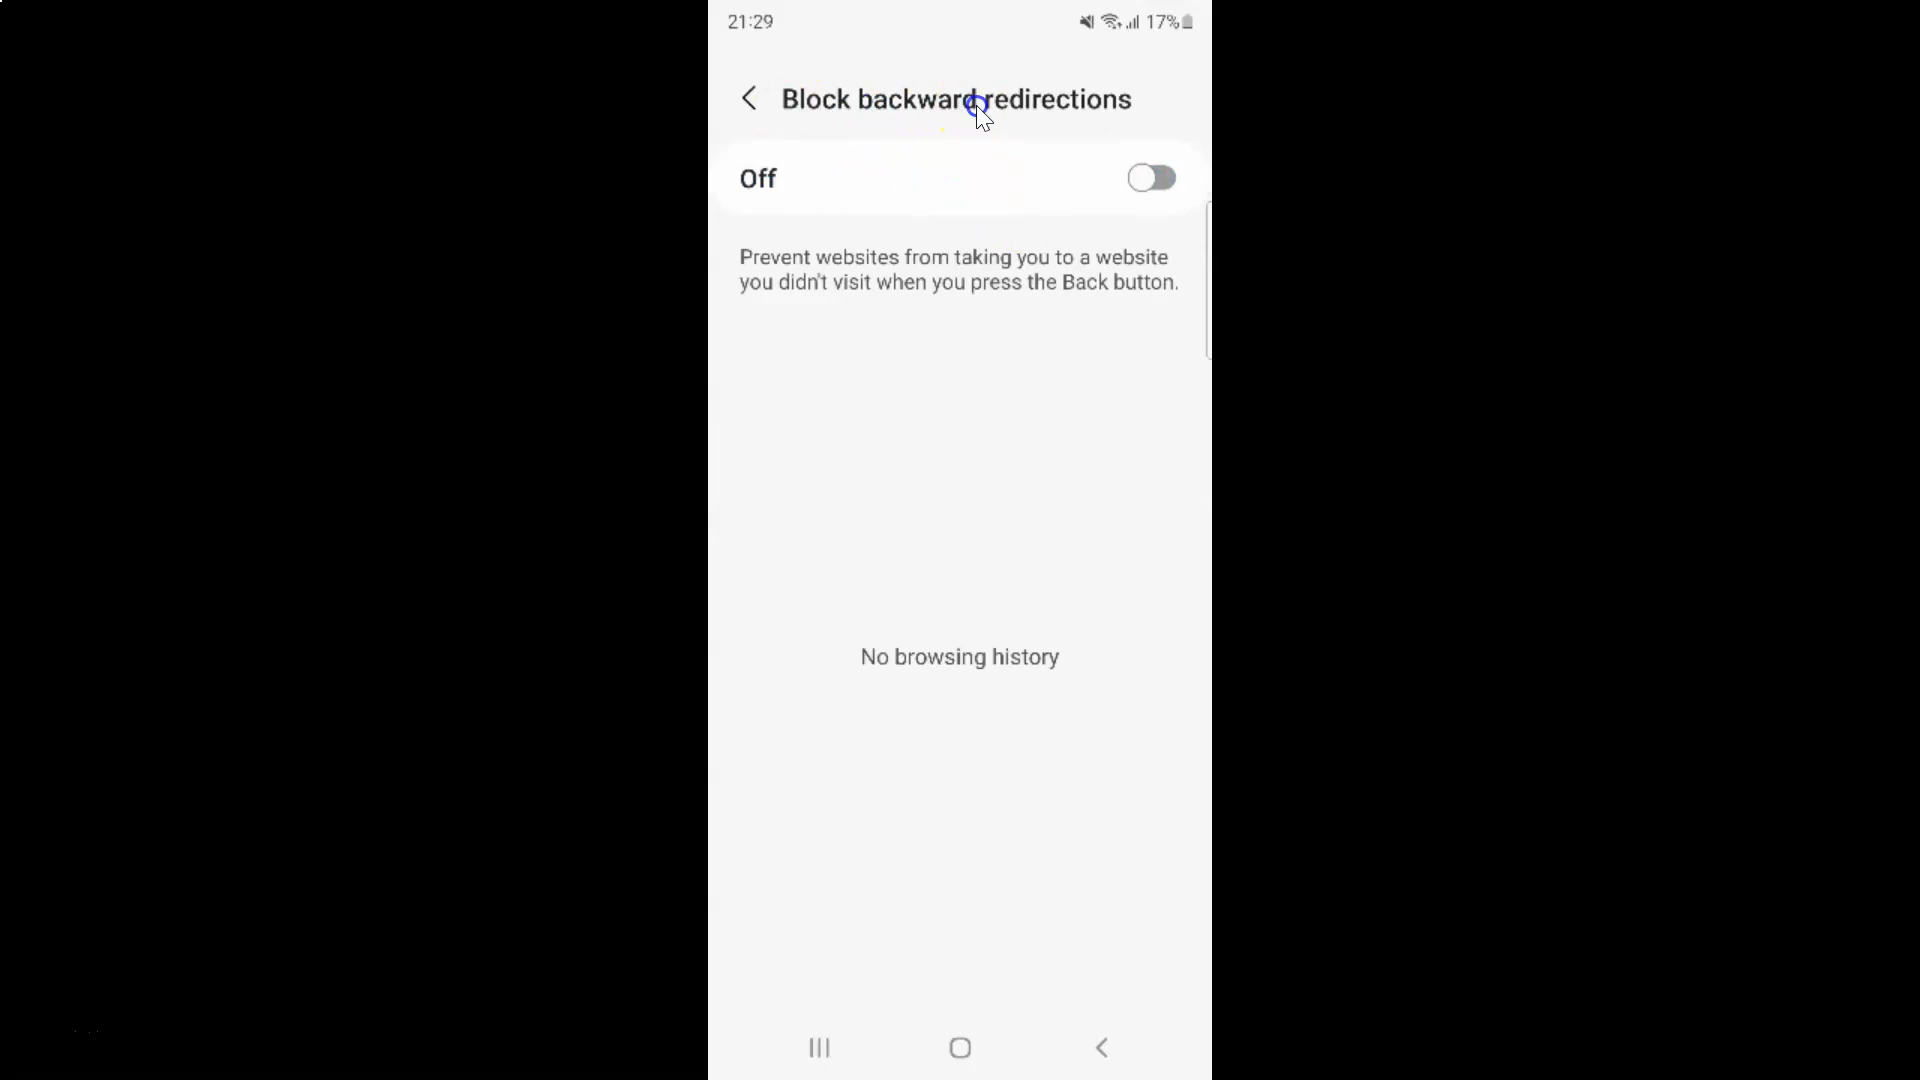 21:29
17%
Block backward redirections
Off
Prevent websites from taking you to a website
you didn't visit when you press the Back button.
No browsing history